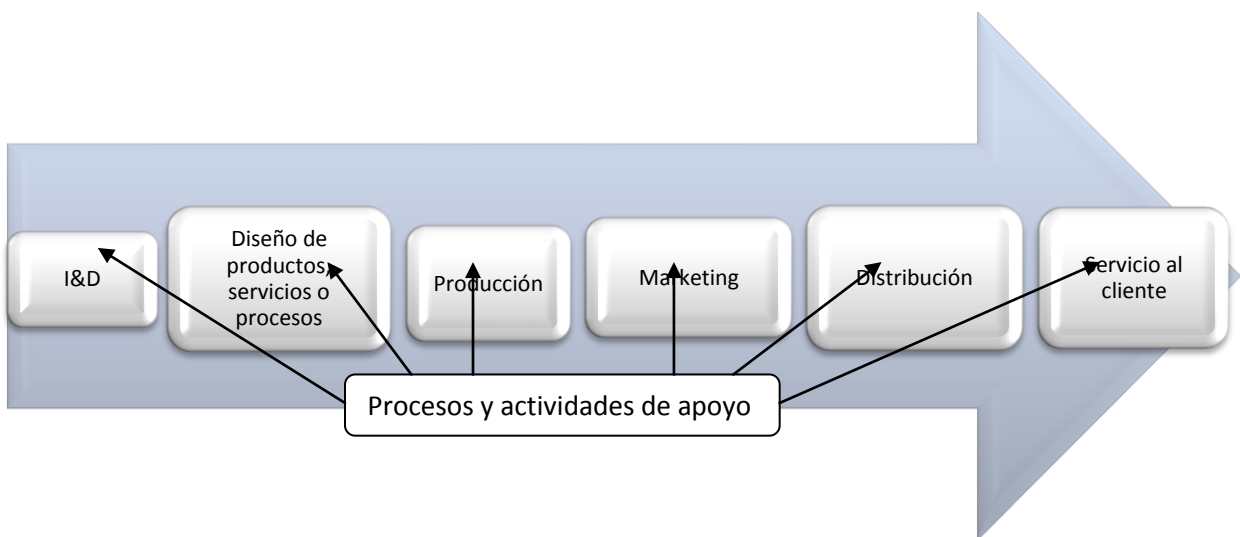 I&D
Diseño de
productos,
servicios o
procesos
Producción
Marketing
Distribución
Servicio al
cliente
Procesos y actividades de apoyo